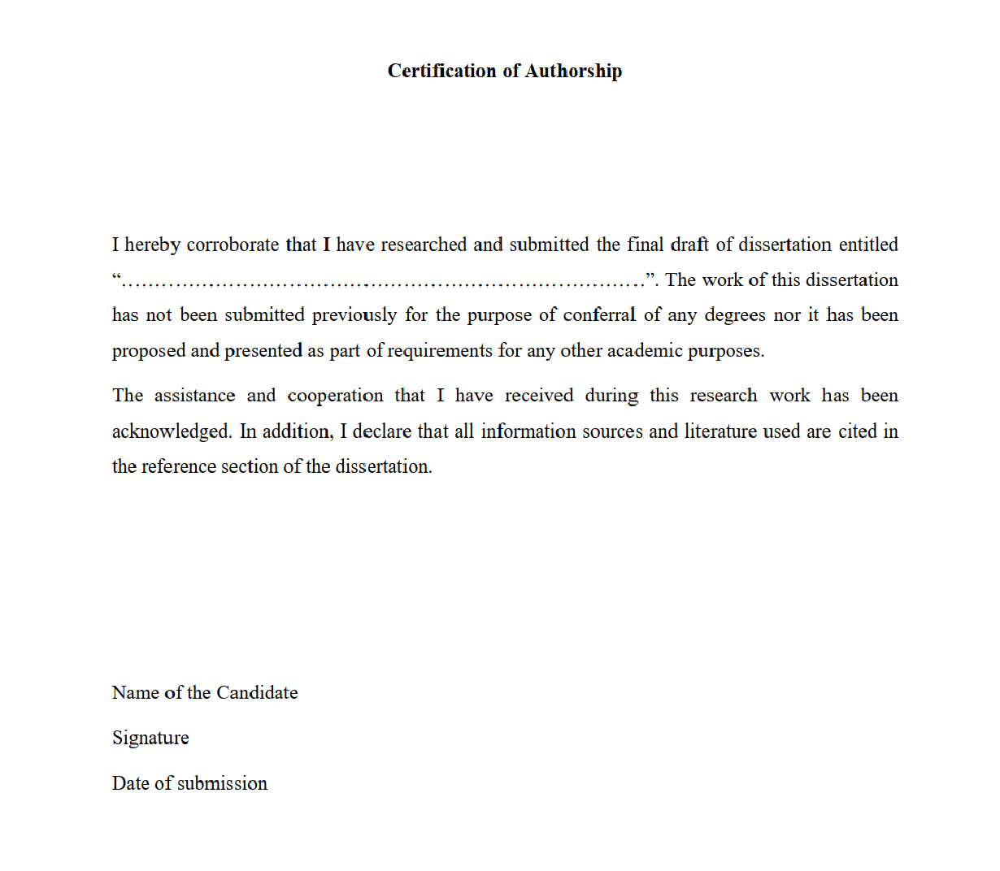 Certification of Authorship
I hereby corroborate that I have researched and submitted the final draft of dissertation entitled
“……………………………………………………………………”. The work of this dissertation
has not been submitted previously for the purpose of conferral of any degrees nor it has been
proposed and presented as part of requirements for any other academic purposes.
The assistance and cooperation that I have received during this research work has been
acknowledged. In addition, I declare that all information sources and literature used are cited in
the reference section of the dissertation.
Name of the Candidate
Signature
Date of submission